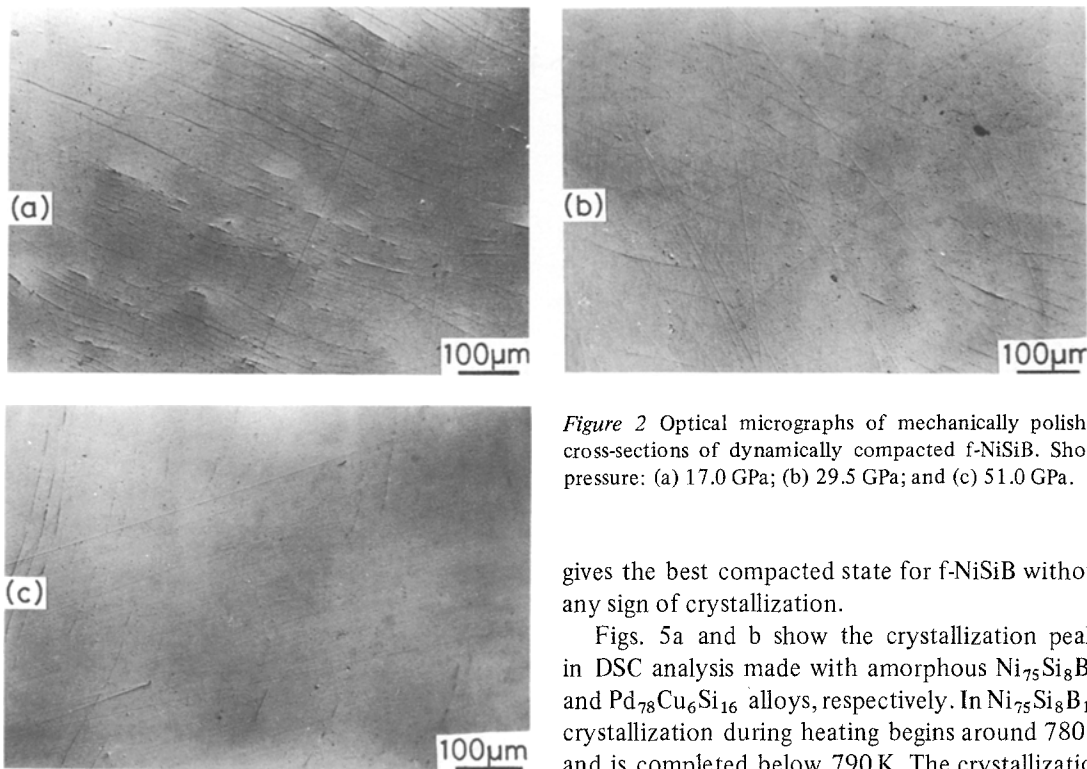 (a)
100μm
(b)
100μm
(c)
100μm
Figure 2 Optical micrographs of mechanically polish
cross-sections of dynamically compacted f-NiSiB. Sho
pressure: (a) 17.0 GPa; (b) 29.5 GPa; and (c) 51.0 GPa.
gives the best compacted state for f-NiSiB witho
any sign of crystallization.
Figs. 5a and b show the crystallization pea
in DSC analysis made with amorphous Ni₇₅Si₈B
and Pd₇₈Cu₆Si₁₆ alloys, respectively. In Ni₇₅Si₈B₁
crystallization during heating begins around 780
and is completed below 790 K. The crystallizatio